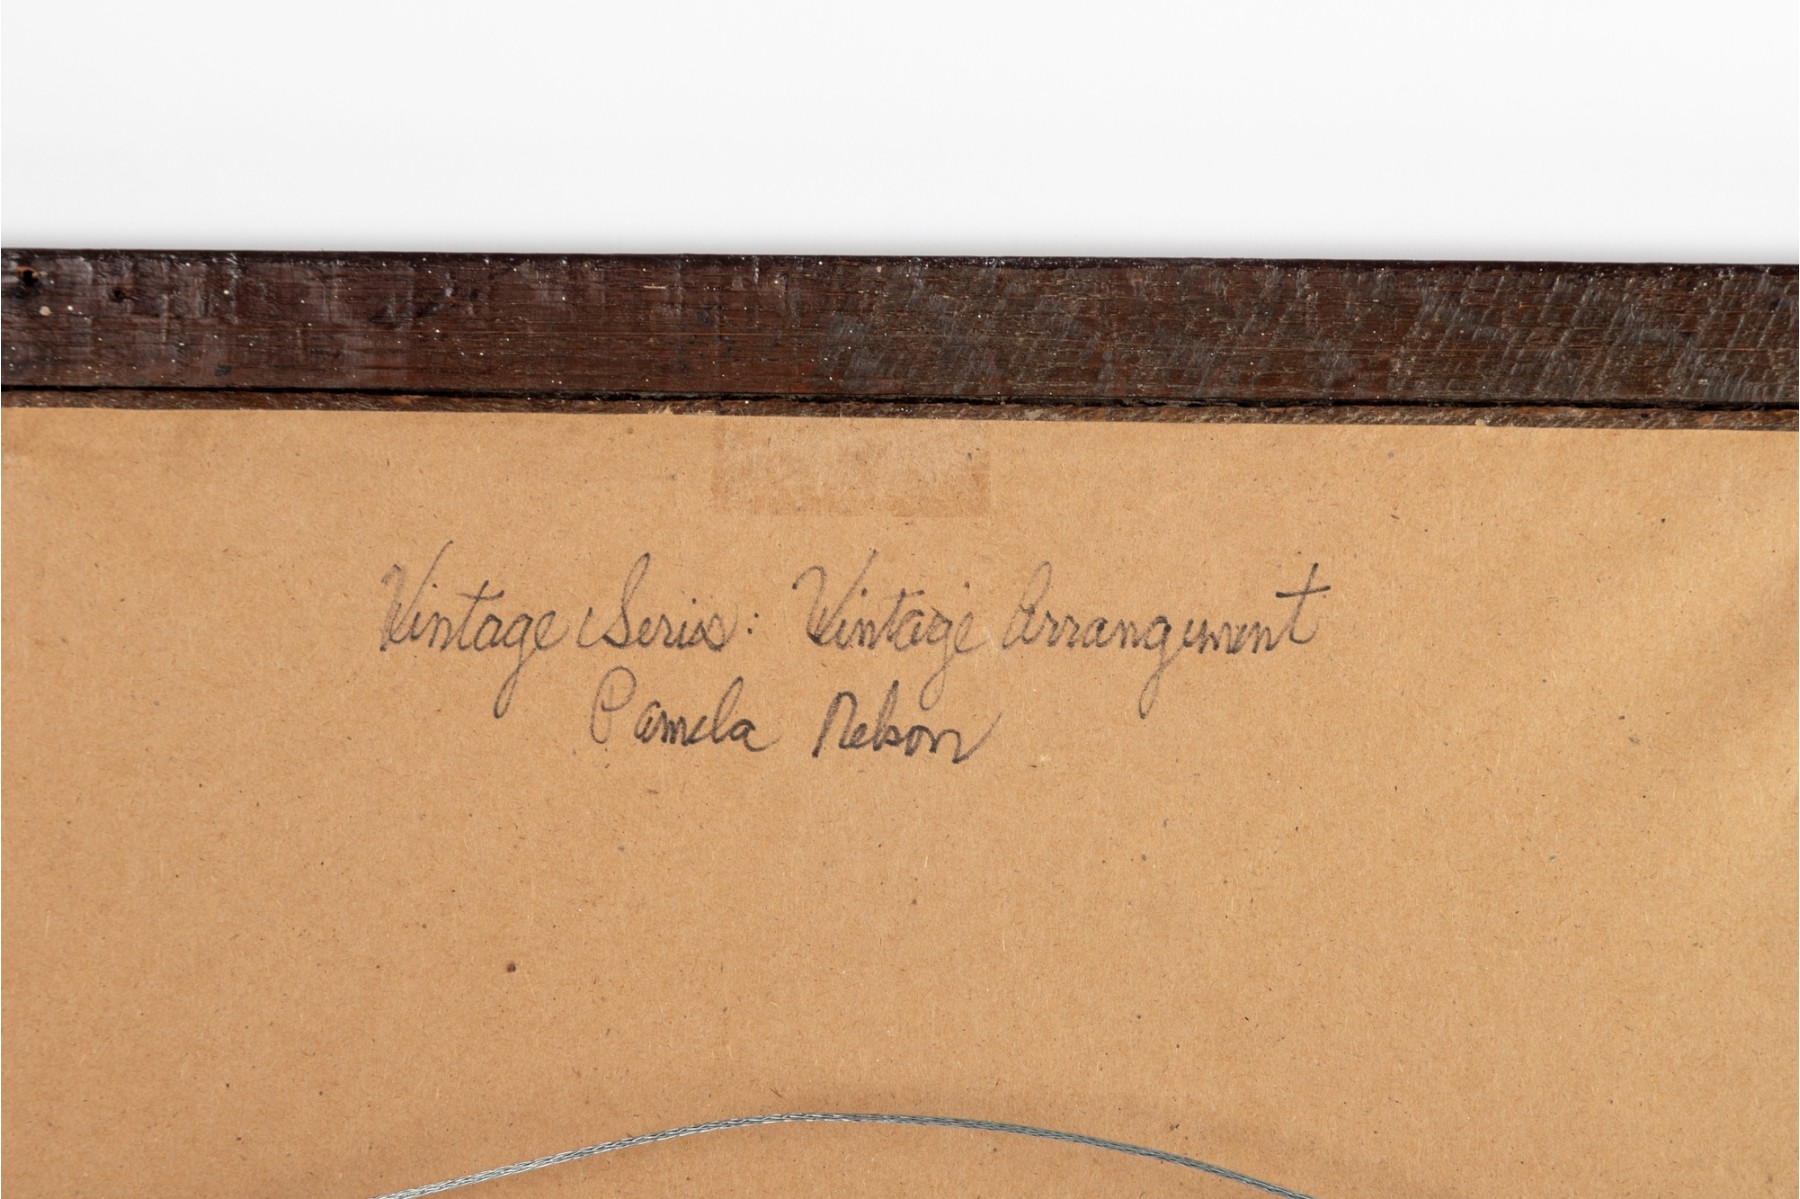 Vintage Series: Vintage Arrangement
Pamela Nelson